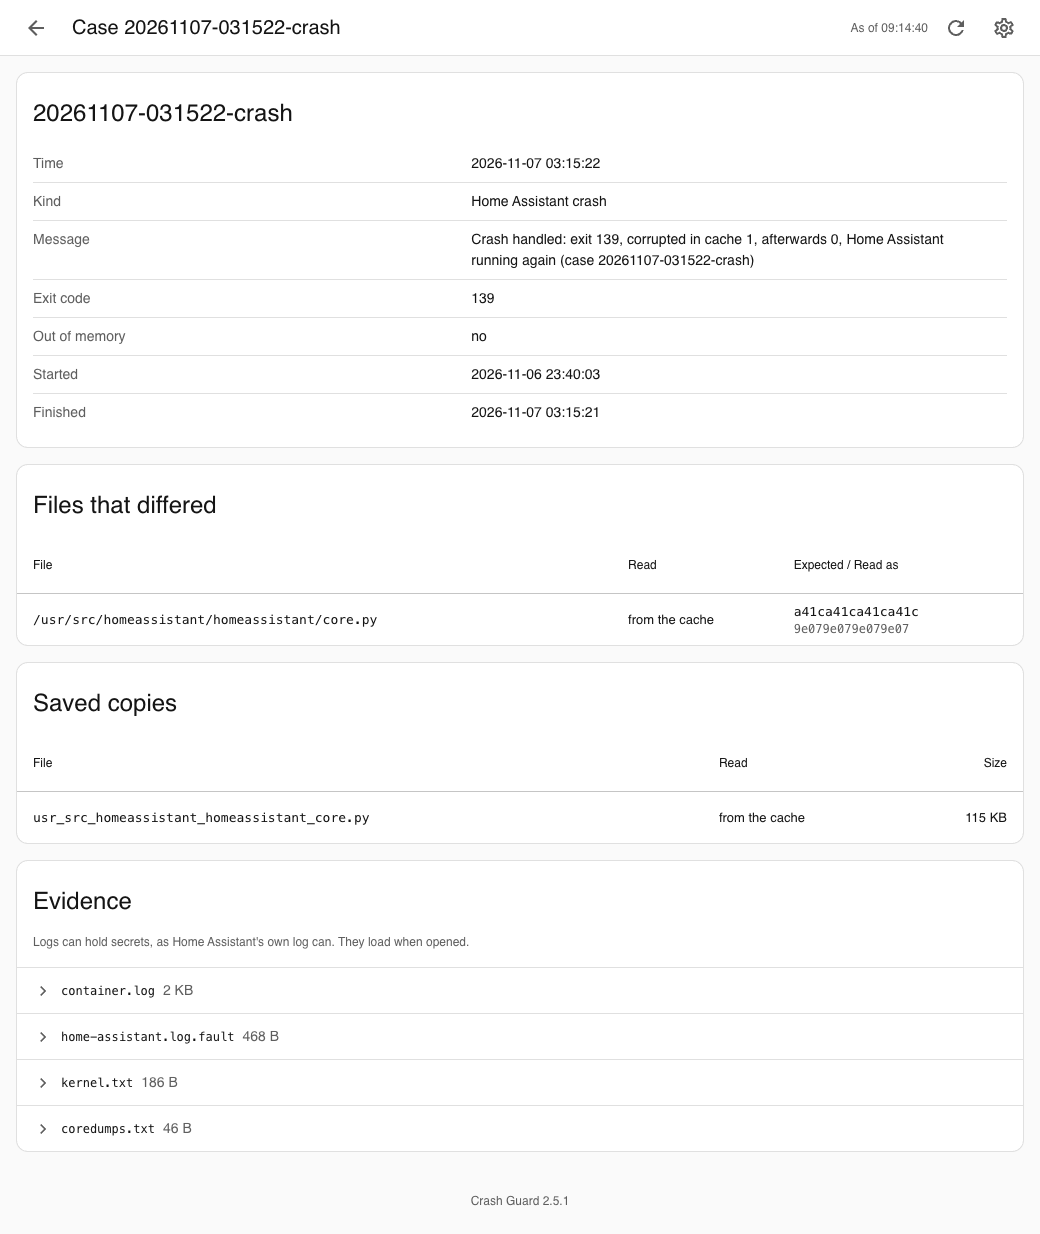 Case 20261107-031522-crash
As of 09:14:40
20261107-031522-crash
Time 2026-11-07 03:15:22
Kind Home Assistant crash
Message Crash handled: exit 139, corrupted in cache 1, afterwards 0, Home Assistant
running again (case 20261107-031522-crash)
Exit code 139
Out of memory no
Started 2026-11-06 23:40:03
Finished 2026-11-07 03:15:21
Files that differed
File Read Expected / Read as
/usr/src/homeassistant/homeassistant/core.py from the cache a41ca41ca41ca41c
9e079e079e079e07
Saved copies
File Read Size
usr_src_homeassistant_homeassistant_core.py from the cache 115 KB
Evidence
Logs can hold secrets, as Home Assistant's own log can. They load when opened.
container.log 2 KB
home-assistant.log.fault 468 B
kernel.txt 186 B
coredumps.txt 46 B
Crash Guard 2.5.1